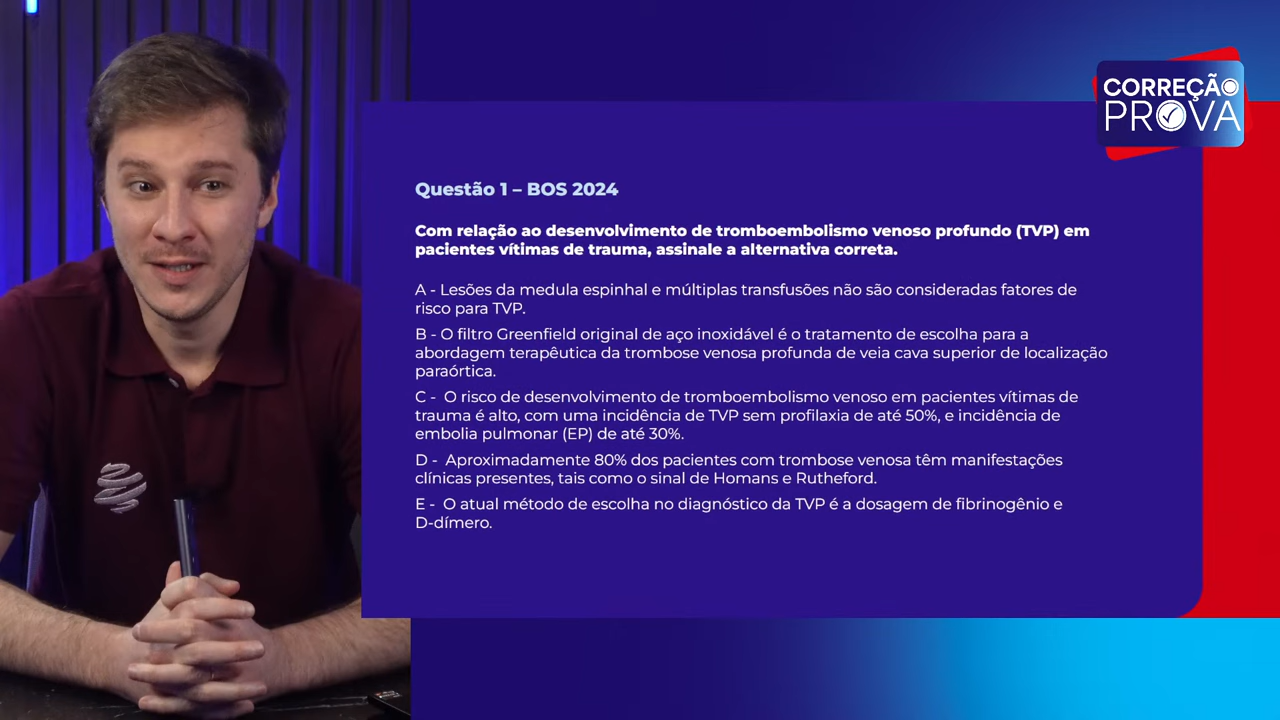 CORREÇÃO
PROVA
Questão 1 – BOS 2024
Com relação ao desenvolvimento de tromboembolismo venoso profundo (TVP) em
pacientes vítimas de trauma, assinale a alternativa correta.
A - Lesões da medula espinhal e múltiplas transfusões não são consideradas fatores de
risco para TVP.
B - O filtro Greenfield original de aço inoxidável é o tratamento de escolha para a
abordagem terapêutica da trombose venosa profunda de veia cava superior de localização
paraórtica.
C - O risco de desenvolvimento de tromboembolismo venoso em pacientes vítimas de
trauma é alto, com uma incidência de TVP sem profilaxia de até 50%, e incidência de
embolia pulmonar (EP) de até 30%.
D - Aproximadamente 80% dos pacientes com trombose venosa têm manifestações
clínicas presentes, tais como o sinal de Homans e Rutheford.
E - O atual método de escolha no diagnóstico da TVP é a dosagem de fibrinogênio e
D-dímero.